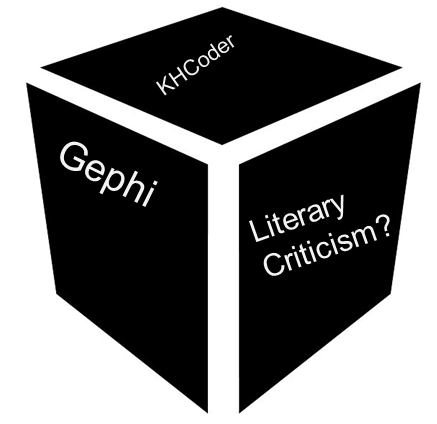 KHCoder
Gephi
Literary
Criticism?